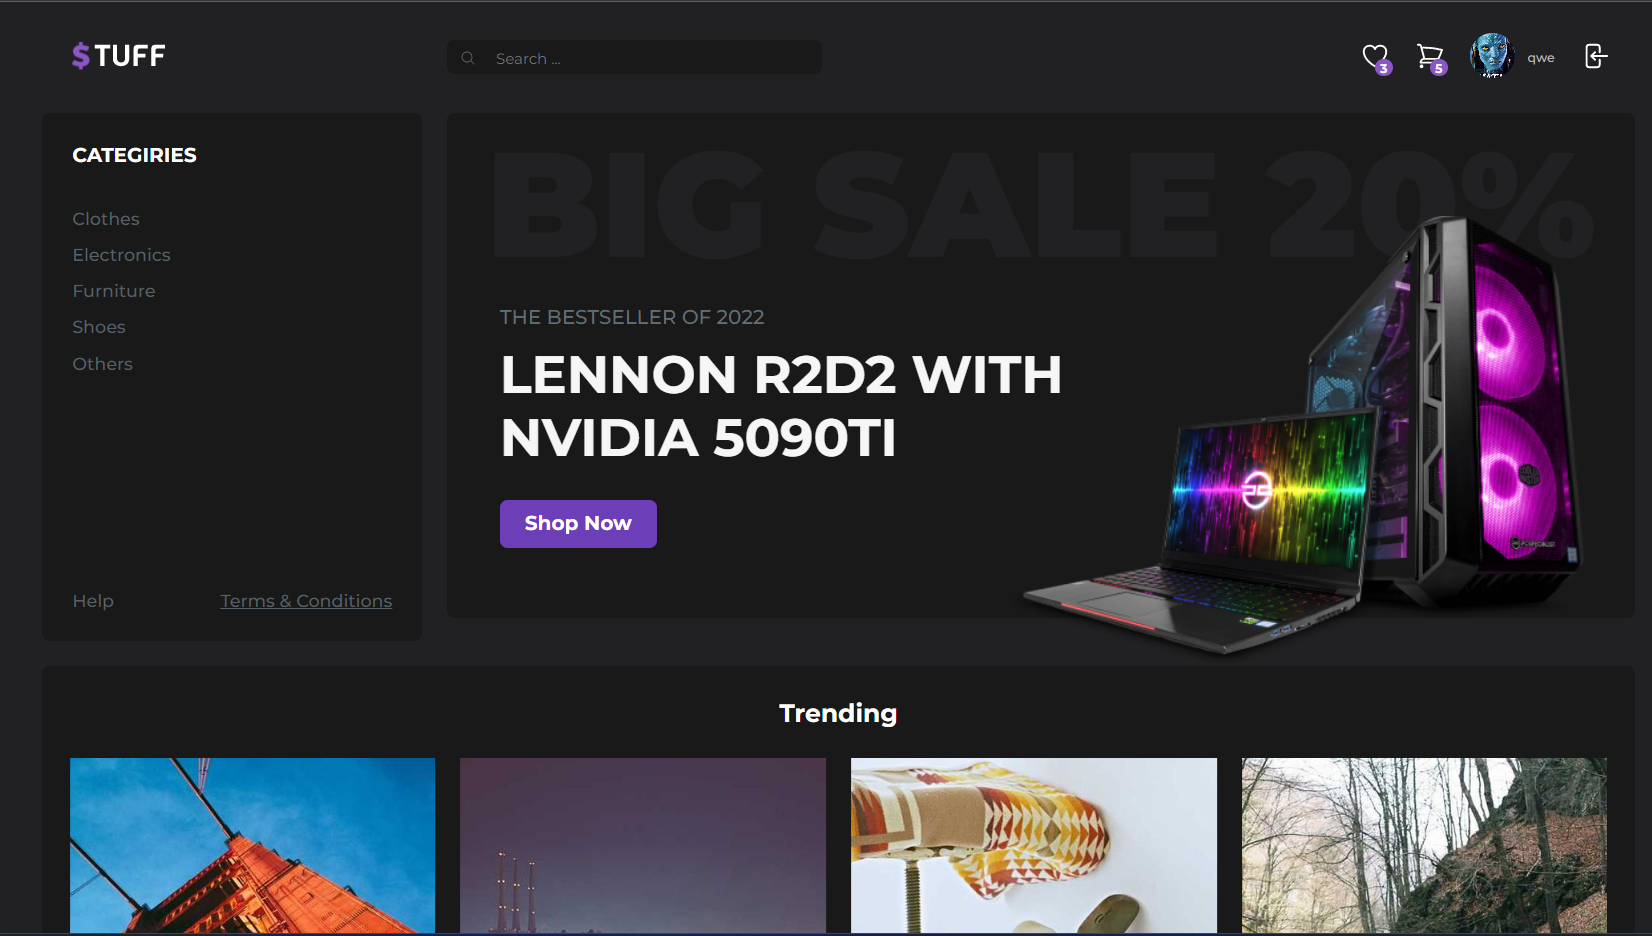 $TUFF
Search ...
3
5
qwe
CATEGIRIES
Clothes
Electronics
Furniture
Shoes
Others
Help
Terms & Conditions
BIG SALE 20%
THE BESTSELLER OF 2022
LENNON R2D2 WITH
NVIDIA 5090TI
Shop Now
Trending